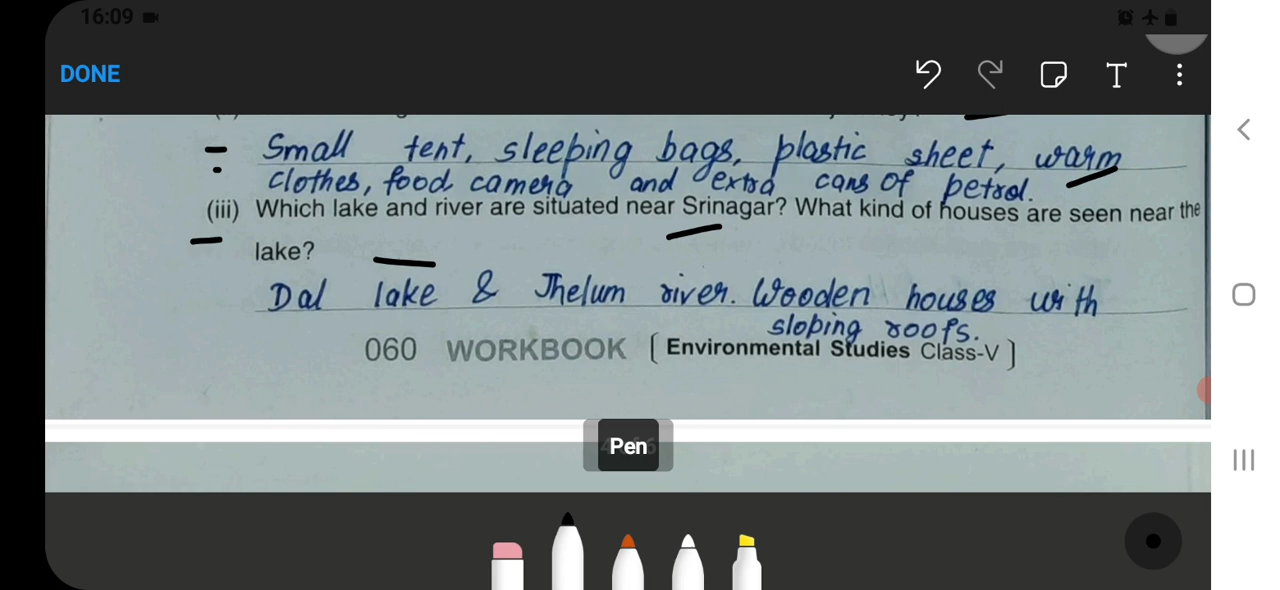 16:09
DONE
T
Small tent, sleeping bags, plastic sheet, warm
clothes, food camera and extra cans of petrol.
(iii) Which lake and river are situated near Srinagar? What kind of houses are seen near the
lake?
Dal lake & Jhelum river. Wooden houses with
sloping roofs.
060 WORKBOOK [ Environmental Studies Class-V ]
Pen